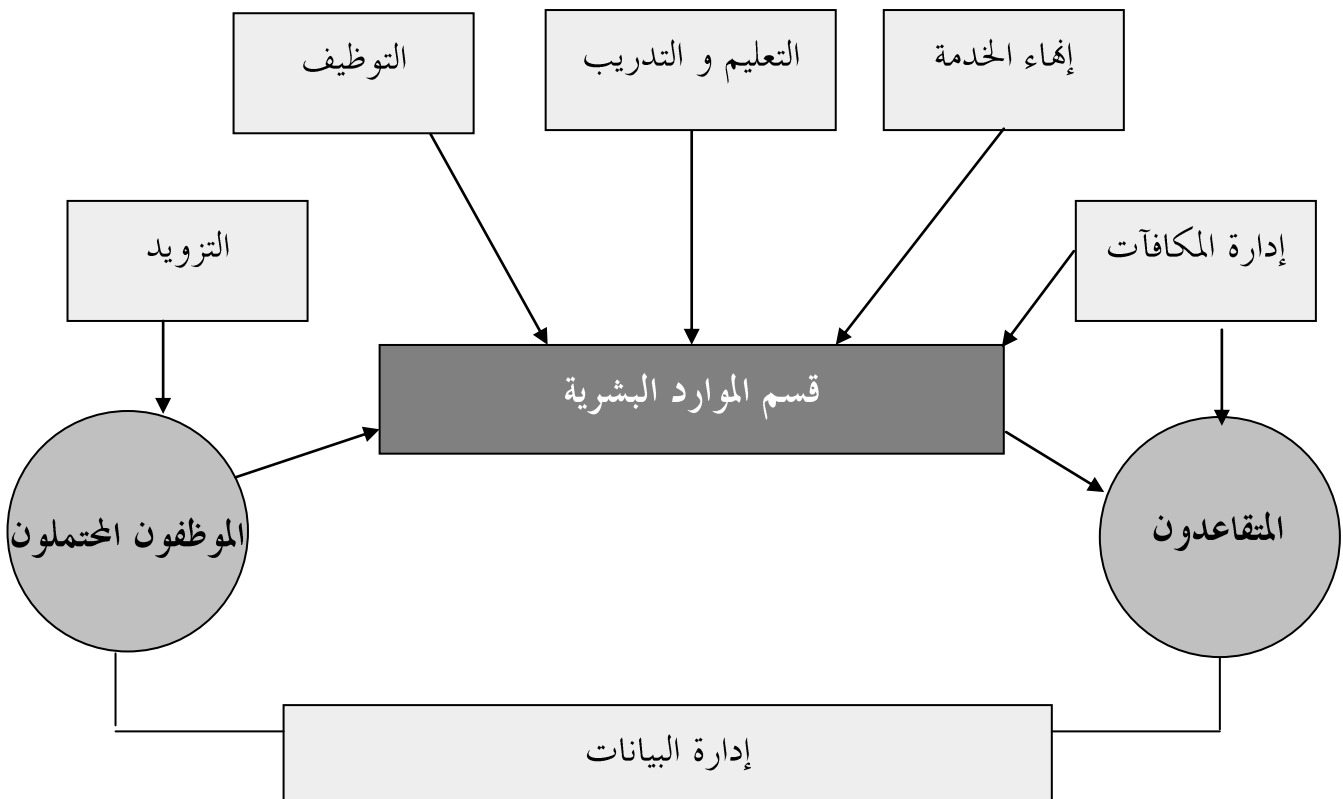 إنهاء الخدمة
التعليم و التدريب
التوظيف
إدارة المكافآت
التزويد
قسم الموارد البشرية
المتقاعدون
الموظفون المحتملون
إدارة البيانات